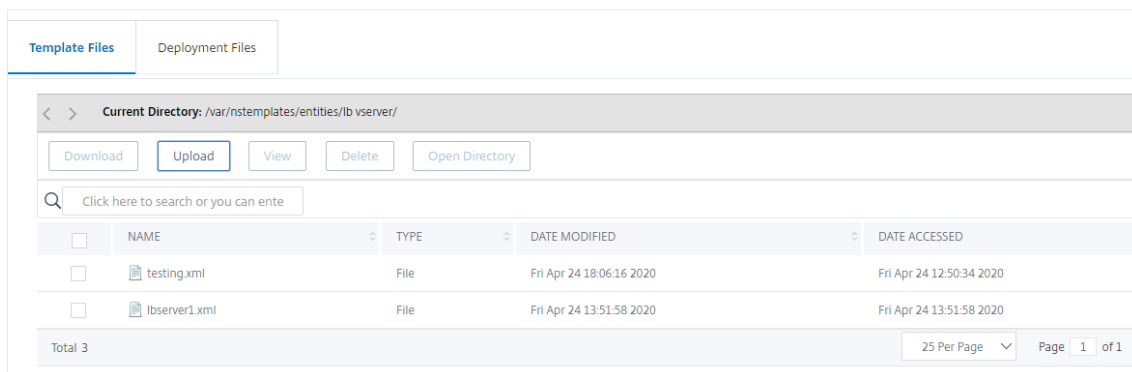 Template Files Deployment Files
Current Directory: /var/nstemplates/entities/lb vserver/
Download Upload View Delete Open Directory
Click here to search or you can ente
NAME TYPE DATE MODIFIED DATE ACCESSED
testing.xml File Fri Apr 24 18:06:16 2020 Fri Apr 24 12:50:34 2020
lbserver1.xml File Fri Apr 24 13:51:58 2020 Fri Apr 24 13:51:58 2020
Total 3 25 Per Page Page 1 of 1